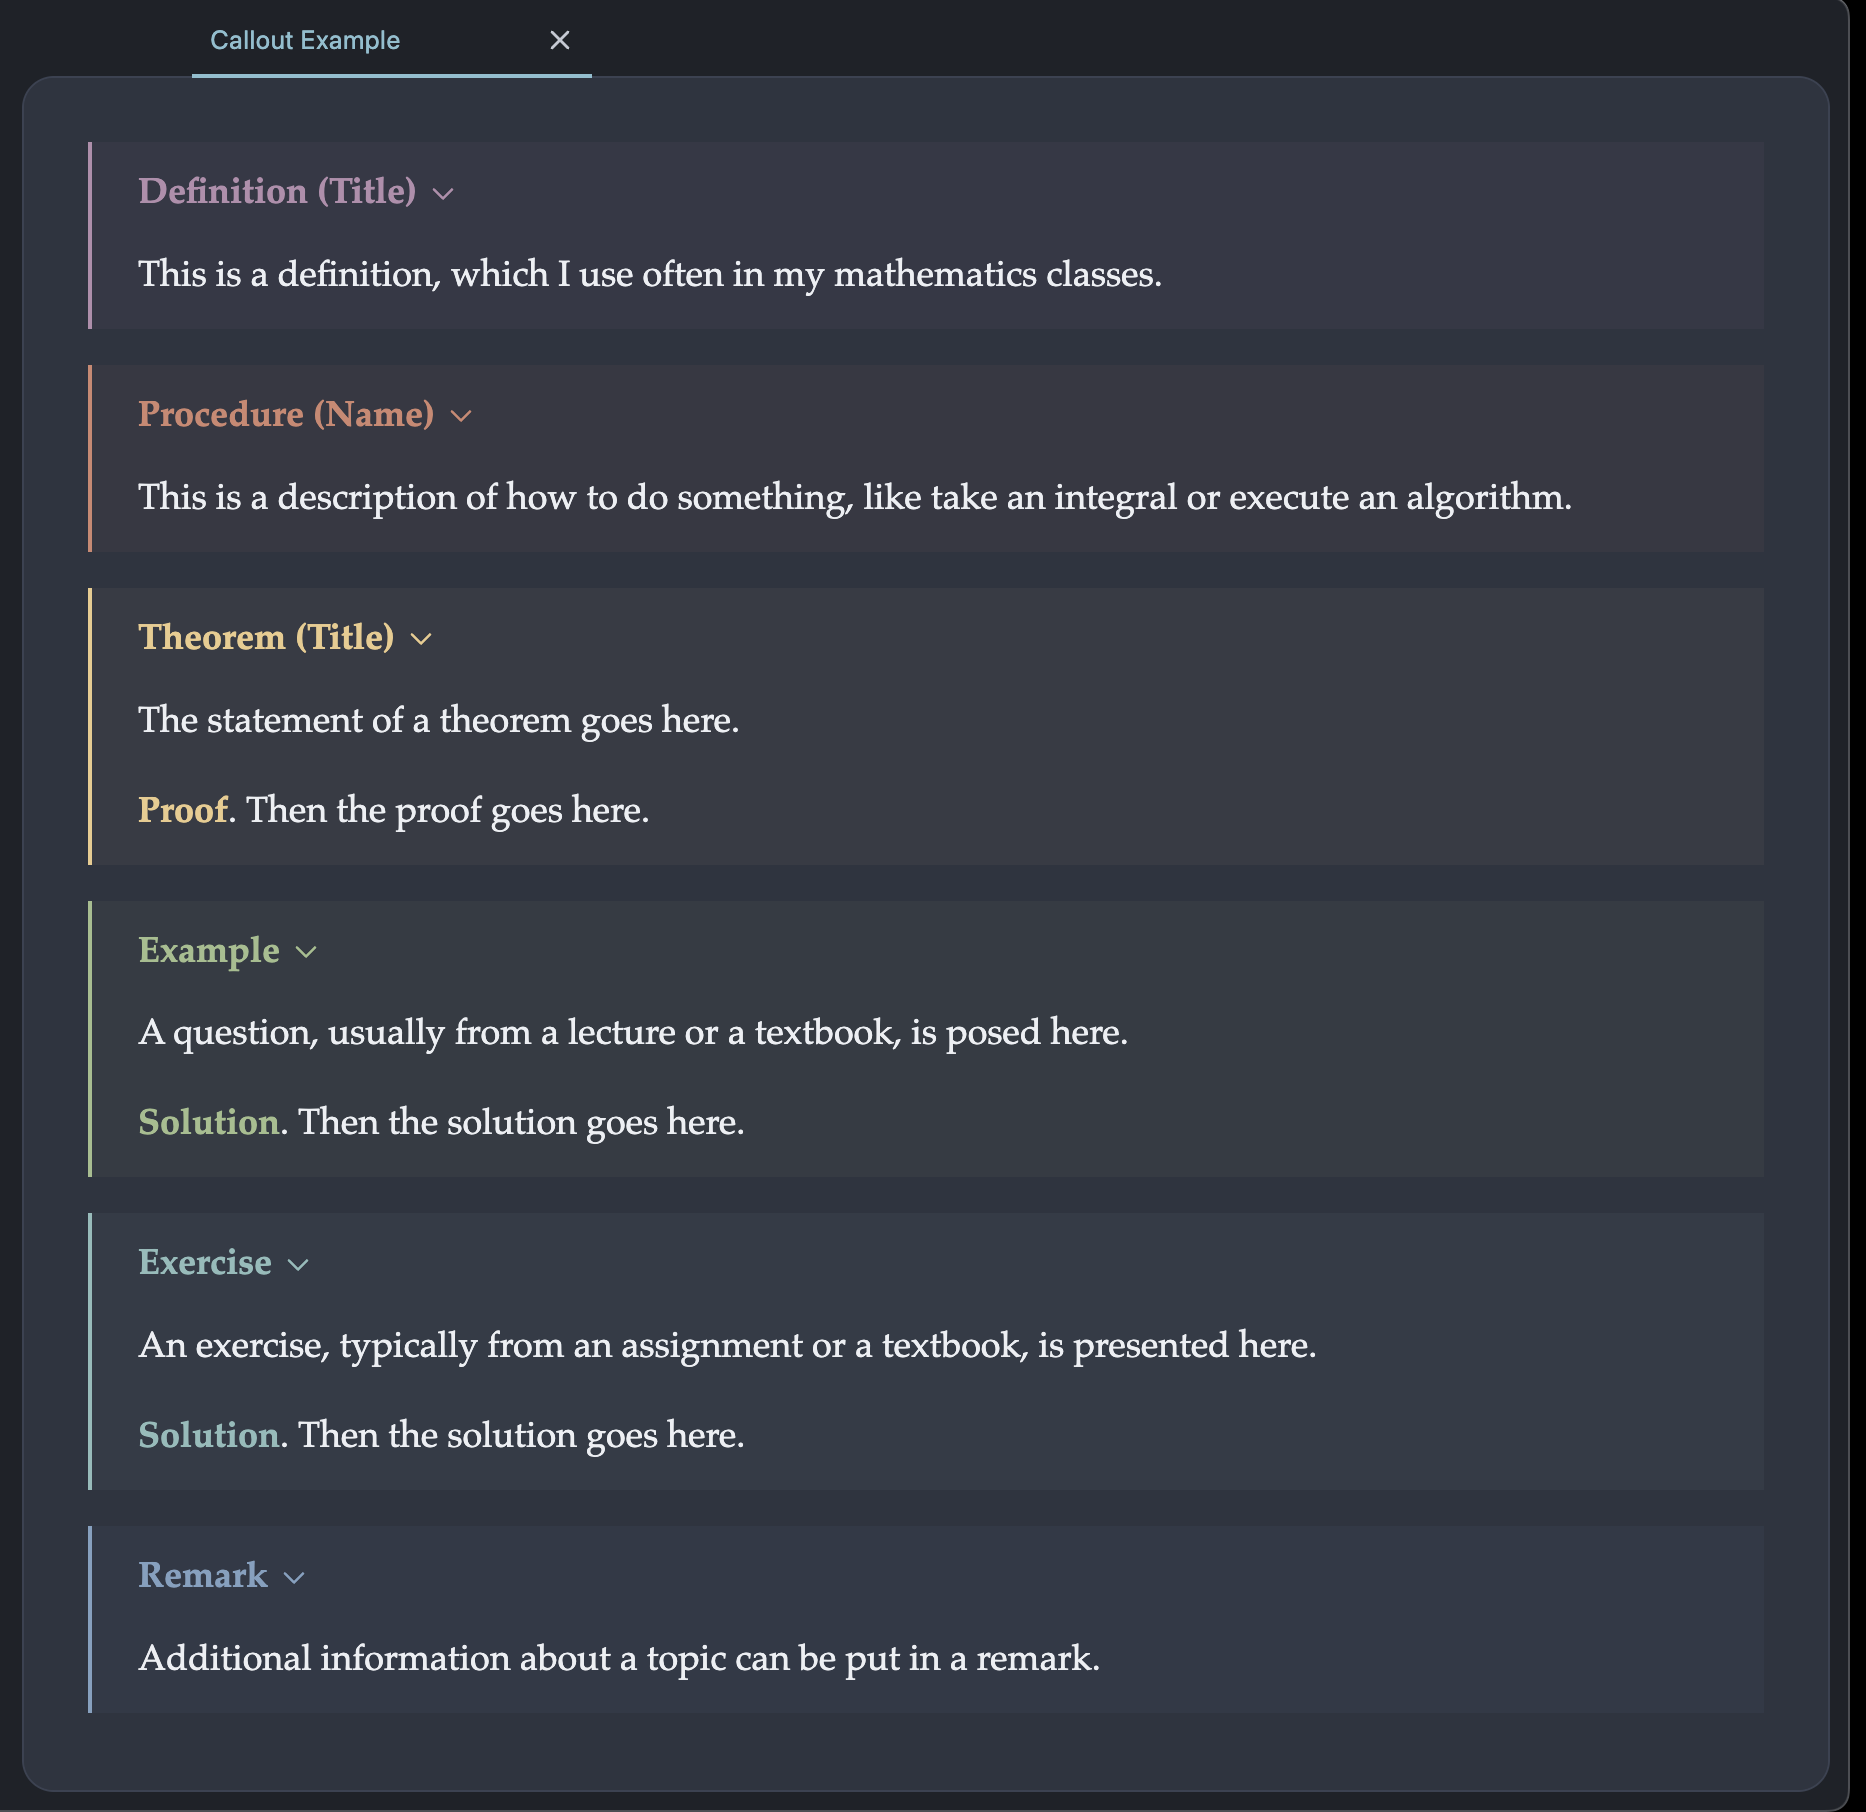 Callout Example
Definition (Title)
This is a definition, which I use often in my mathematics classes.
Procedure (Name)
This is a description of how to do something, like take an integral or execute an algorithm.
Theorem (Title)
The statement of a theorem goes here.
Proof. Then the proof goes here.
Example
A question, usually from a lecture or a textbook, is posed here.
Solution. Then the solution goes here.
Exercise
An exercise, typically from an assignment or a textbook, is presented here.
Solution. Then the solution goes here.
Remark
Additional information about a topic can be put in a remark.